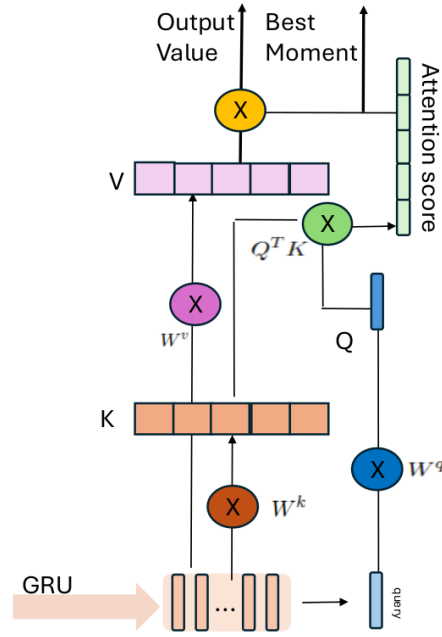 Output
Value
Best
Moment
X
Attention score
V
X
Q^T K
X
W^v
Q
K
X
W^q
X
W^k
GRU
...
query